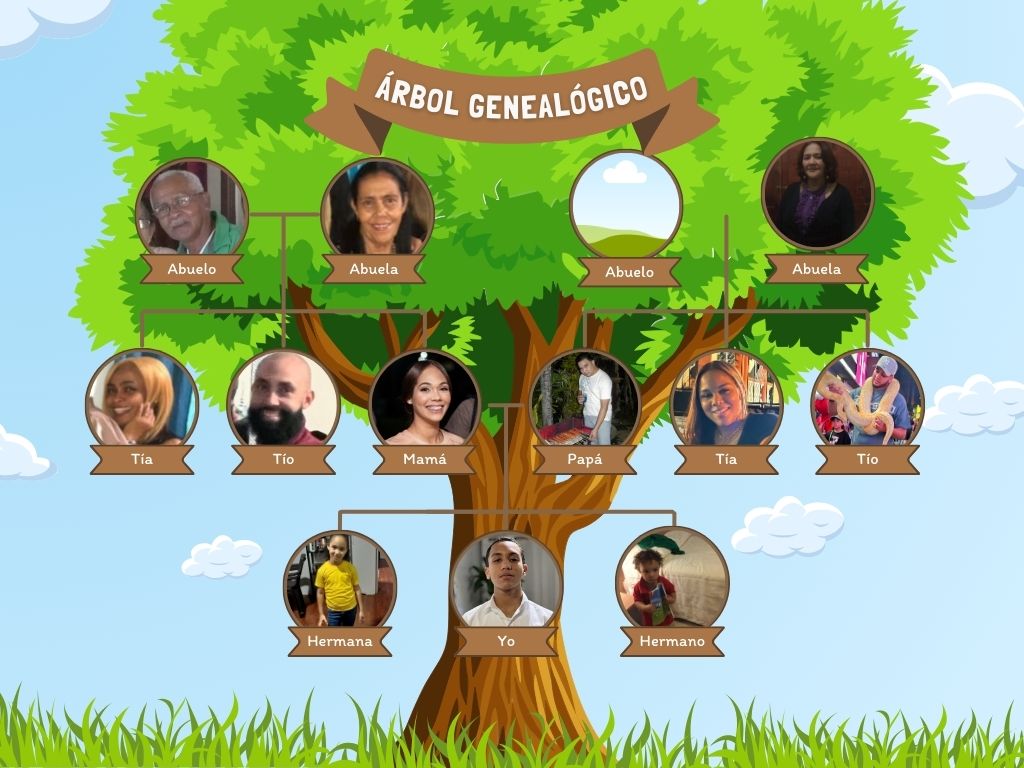 ÁRBOL GENEALÓGICO
Abuelo
Abuela
Abuelo
Abuela
Tía
Tío
Mamá
Papá
Tía
Tío
Hermana
Yo
Hermano